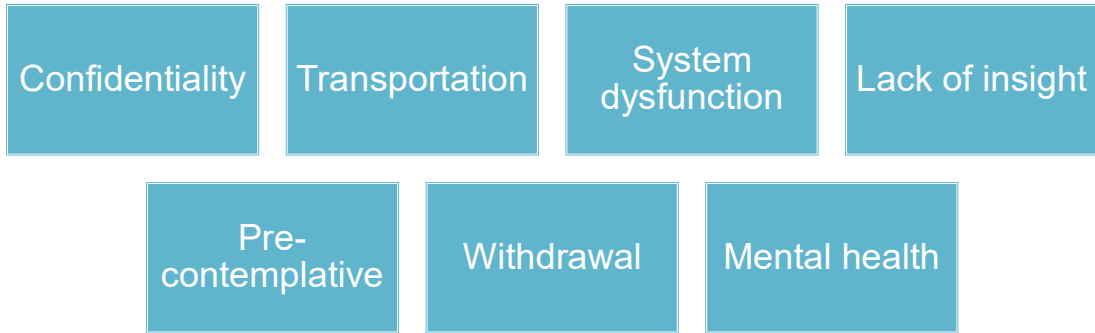 Confidentiality
Transportation
System
dysfunction
Lack of insight
Pre-
contemplative
Withdrawal
Mental health